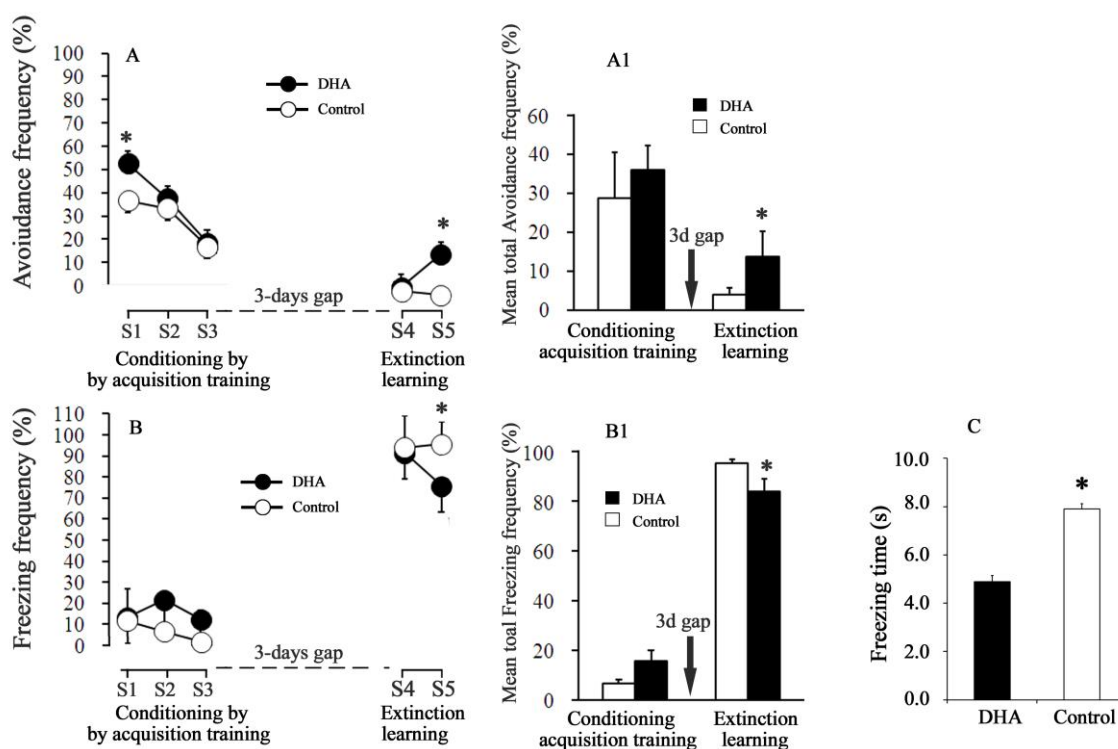 A
Avoiudance frequency (%)
100
90
80
70
60
50
40
30
20
10
0
DHA
Control
*
*
3-days gap
S1 S2 S3 S4 S5
Conditioning by Extinction
by acquisition training learning
A1
Mean total Avoidance frequency (%)
60
40
30
20
10
0
DHA
Control
3d gap
*
Conditioning Extinction
acquisition training learning
B
Freezing frequency (%)
110
100
90
80
70
60
50
40
30
20
10
0
DHA
Control
*
3-days gap
S1 S2 S3 S4 S5
Conditioning by Extinction
by acquisition training learning
B1
Mean toal Freezing frequency (%)
100
80
60
40
20
0
DHA
Control
3d gap
*
Conditioning Extinction
acquisition training learning
C
Freezing time (s)
10.0
8.0
6.0
4.0
2.0
0.0
*
DHA Control